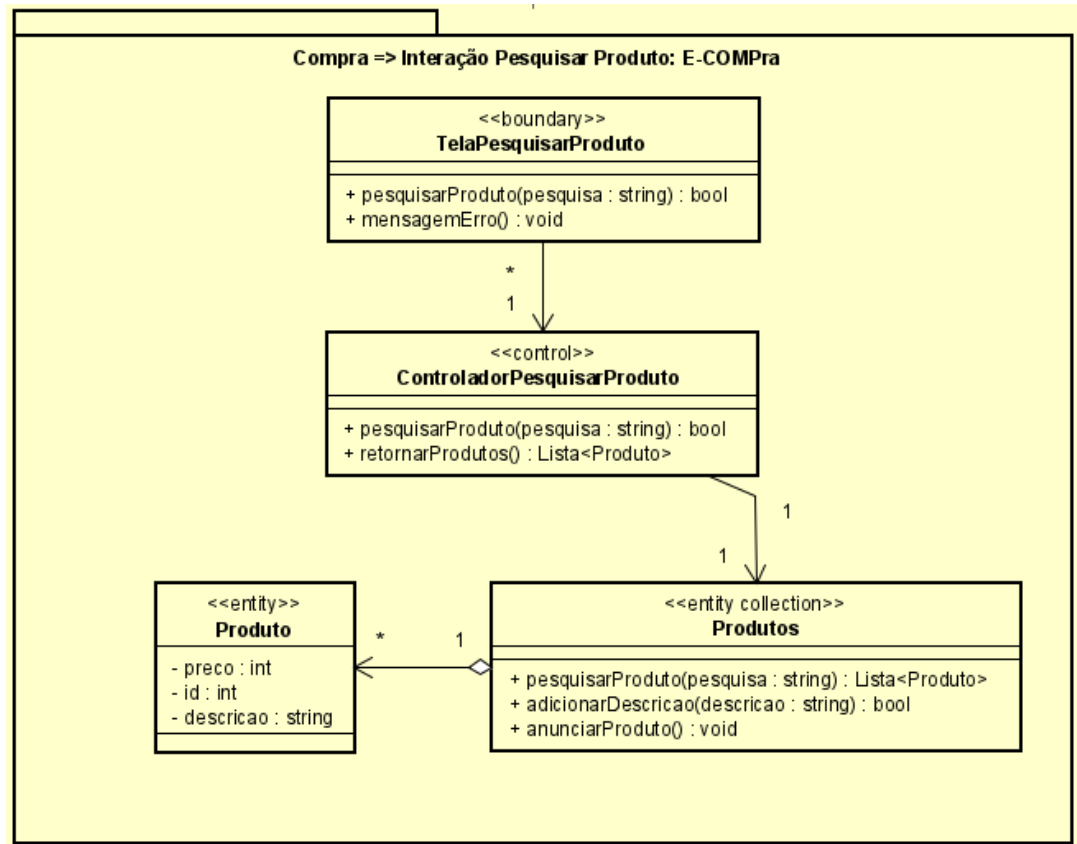 Compra => Interação Pesquisar Produto: E-COMPra
<<boundary>>
TelaPesquisarProduto
+ pesquisarProduto(pesquisa : string) : bool
+ mensagemErro() : void
*
1
<<control>>
ControladorPesquisarProduto
+ pesquisarProduto(pesquisa : string) : bool
+ retornarProdutos() : Lista<Produto>
1
1
<<entity>>
Produto
- preco : int
- id : int
- descricao : string
*
1
<<entity collection>>
Produtos
+ pesquisarProduto(pesquisa : string) : Lista<Produto>
+ adicionarDescricao(descricao : string) : bool
+ anunciarProduto() : void